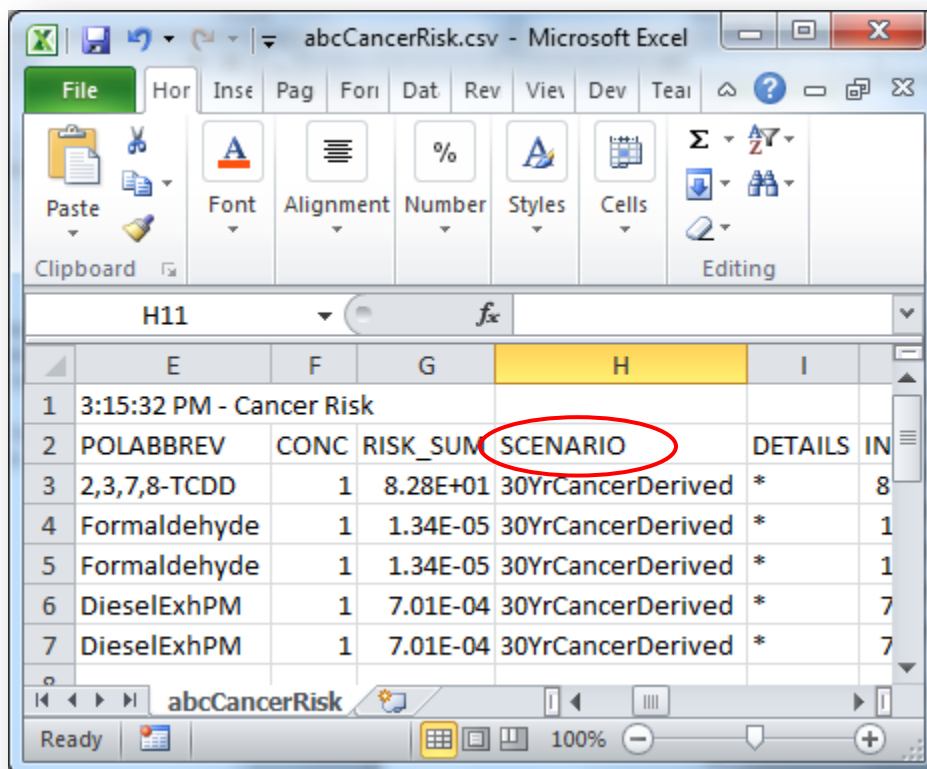 abcCancerRisk.csv - Microsoft Excel
File Hor Inse Pag Fori Dat Rev Viev Dev Tear
Σ A Z
A % A
Paste Font Alignment Number Styles Cells
Clipboard Editing
H11 fx
E F G H I
1 3:15:32 PM - Cancer Risk
2 POLABBREV CONC RISK_SUM SCENARIO DETAILS IN
3 2,3,7,8-TCDD 1 8.28E+01 30YrCancerDerived * 8
4 Formaldehyde 1 1.34E-05 30YrCancerDerived * 1
5 Formaldehyde 1 1.34E-05 30YrCancerDerived * 1
6 DieselExhPM 1 7.01E-04 30YrCancerDerived * 7
7 DieselExhPM 1 7.01E-04 30YrCancerDerived * 7
abcCancerRisk
Ready 100%